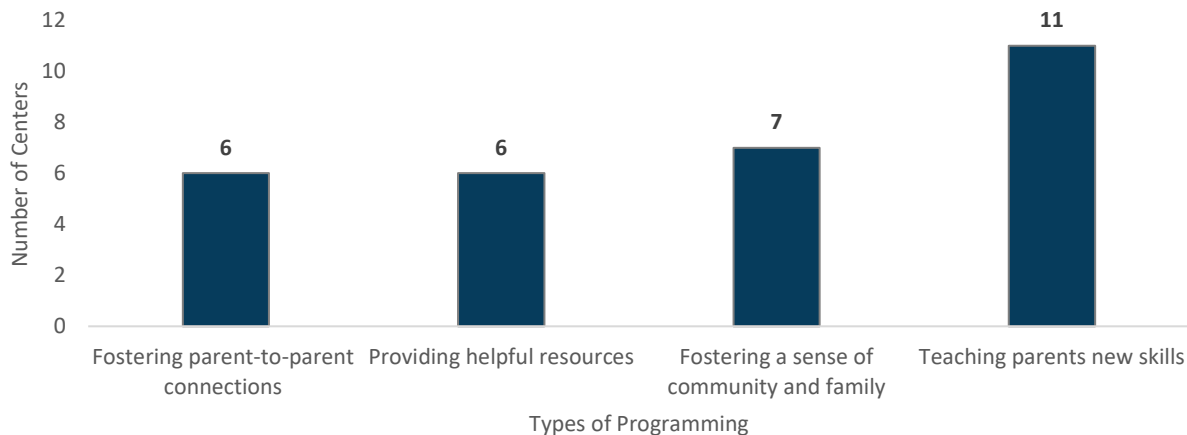 12
10
8
6
4
2
0
Number of Centers
6
6
7
11
Fostering parent-to-parent
connections
Providing helpful resources
Fostering a sense of
community and family
Teaching parents new skills
Types of Programming